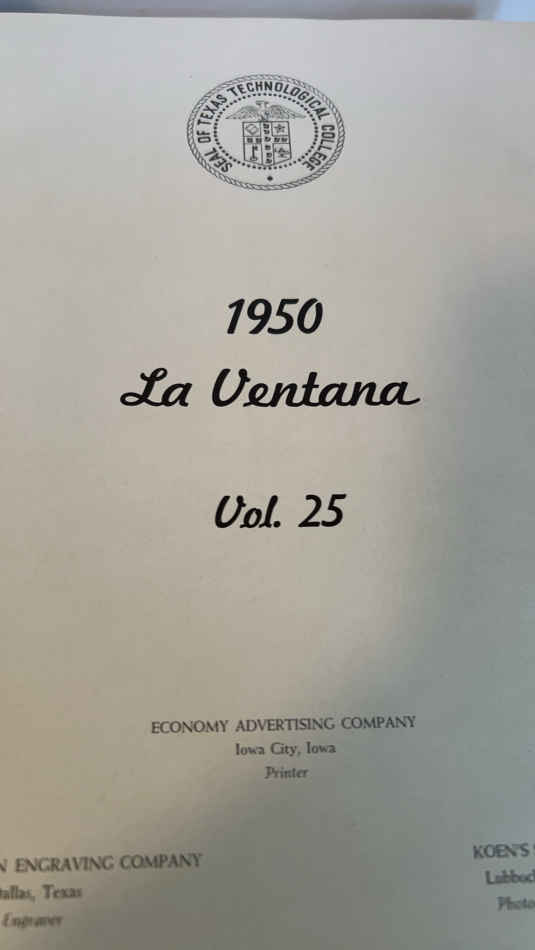 SEAL OF TEXAS TECHNOLOGICAL COLLEGE
1950
La Ventana
Vol. 25
ECONOMY ADVERTISING COMPANY
Iowa City, Iowa
Printer
ENGRAVING COMPANY
Texas
Engraver
KOEN'S